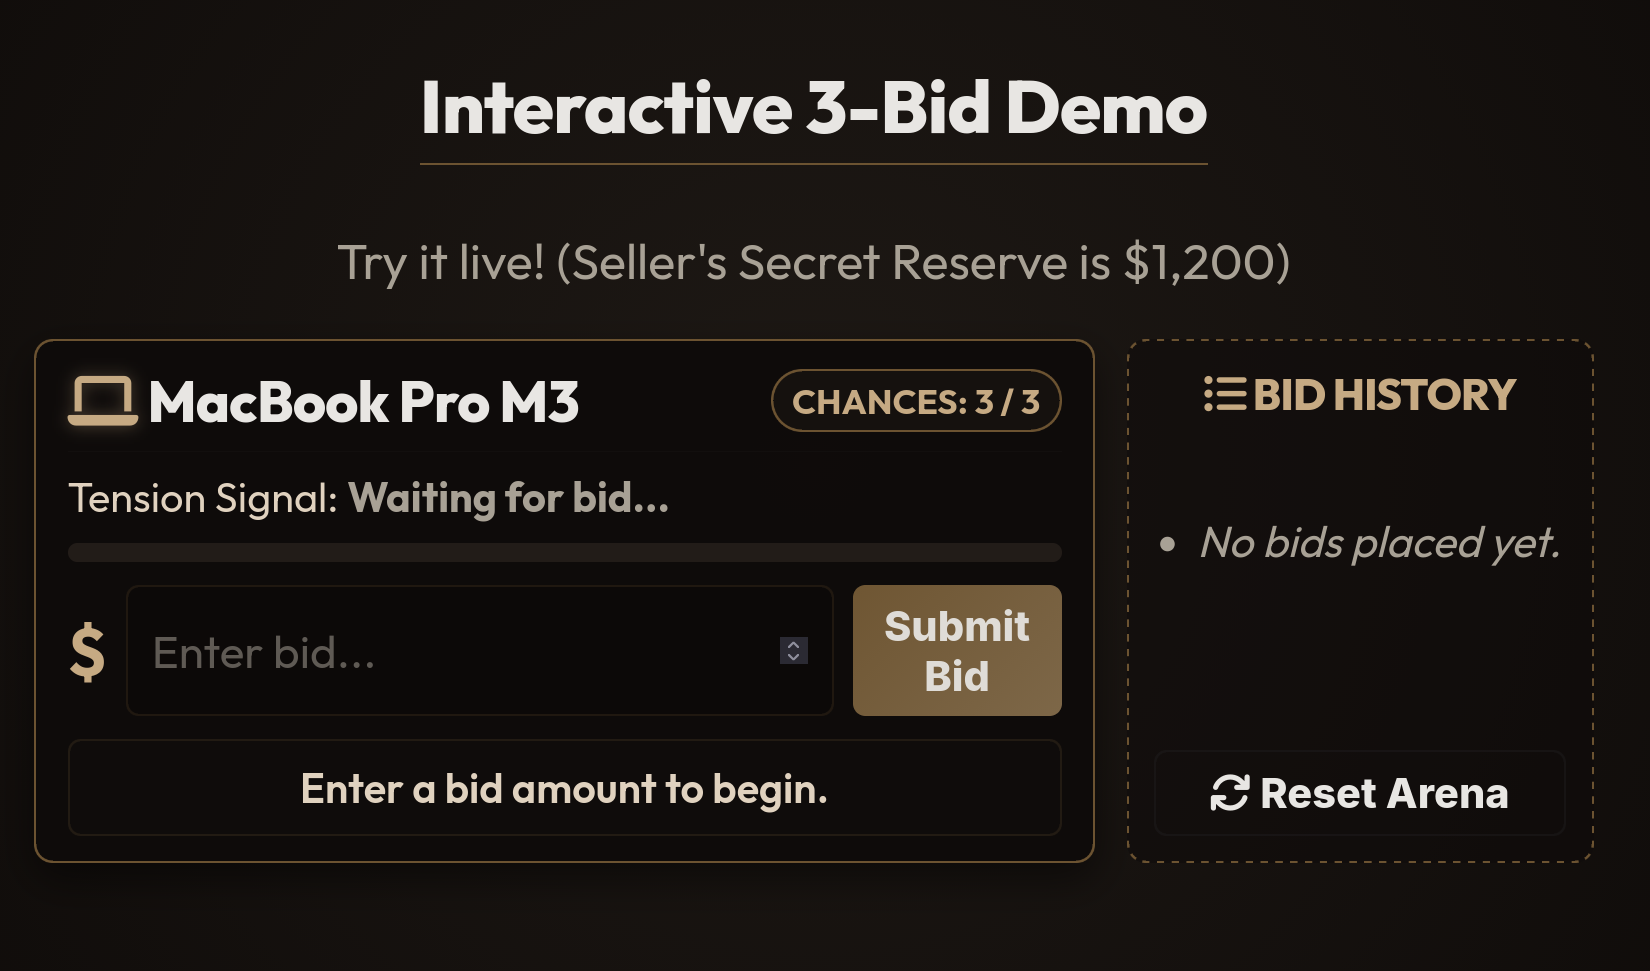 Interactive 3-Bid Demo
Try it live! (Seller's Secret Reserve is $1,200)
MacBook Pro M3
CHANCES: 3 / 3
Tension Signal: Waiting for bid...
$
Enter bid...
Submit
Bid
Enter a bid amount to begin.
BID HISTORY
• No bids placed yet.
Reset Arena